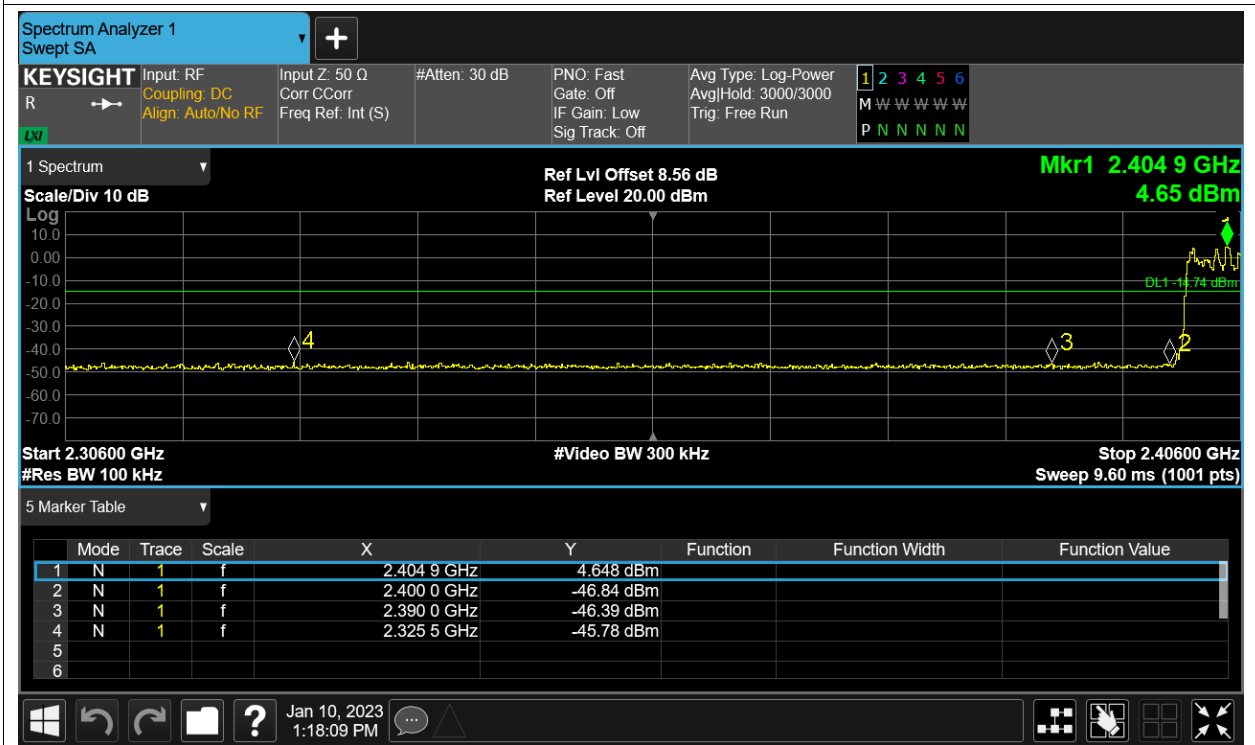 Spectrum Analyzer 1
Swept SA
KEYSIGHT Input: RF Input Z: 50 Ω #Atten: 30 dB PNO: Fast Avg Type: Log-Power 1 2 3 4 5 6
R Coupling: DC Corr CCorr Gate: Off Avg|Hold: 3000/3000 M W W W W W
Align: Auto/No RF Freq Ref: Int (S) IF Gain: Low Trig: Free Run
LXI Sig Track: Off P N N N N N
1 Spectrum Ref Lvl Offset 8.56 dB Mkr1 2.404 9 GHz
Scale/Div 10 dB Ref Level 20.00 dBm 4.65 dBm
Log
1
10.0
0.00
-10.0 DL1 -14.74 dBm
-20.0
-30.0
-40.0 4 3 2
-50.0
-60.0
-70.0
Start 2.30600 GHz #Video BW 300 kHz Stop 2.40600 GHz
#Res BW 100 kHz Sweep 9.60 ms (1001 pts)
5 Marker Table
Mode Trace Scale X Y Function Function Width Function Value
1 N 1 f 2.404 9 GHz 4.648 dBm
2 N 1 f 2.400 0 GHz -46.84 dBm
3 N 1 f 2.390 0 GHz -46.39 dBm
4 N 1 f 2.325 5 GHz -45.78 dBm
5
6
? Jan 10, 2023
1:18:09 PM